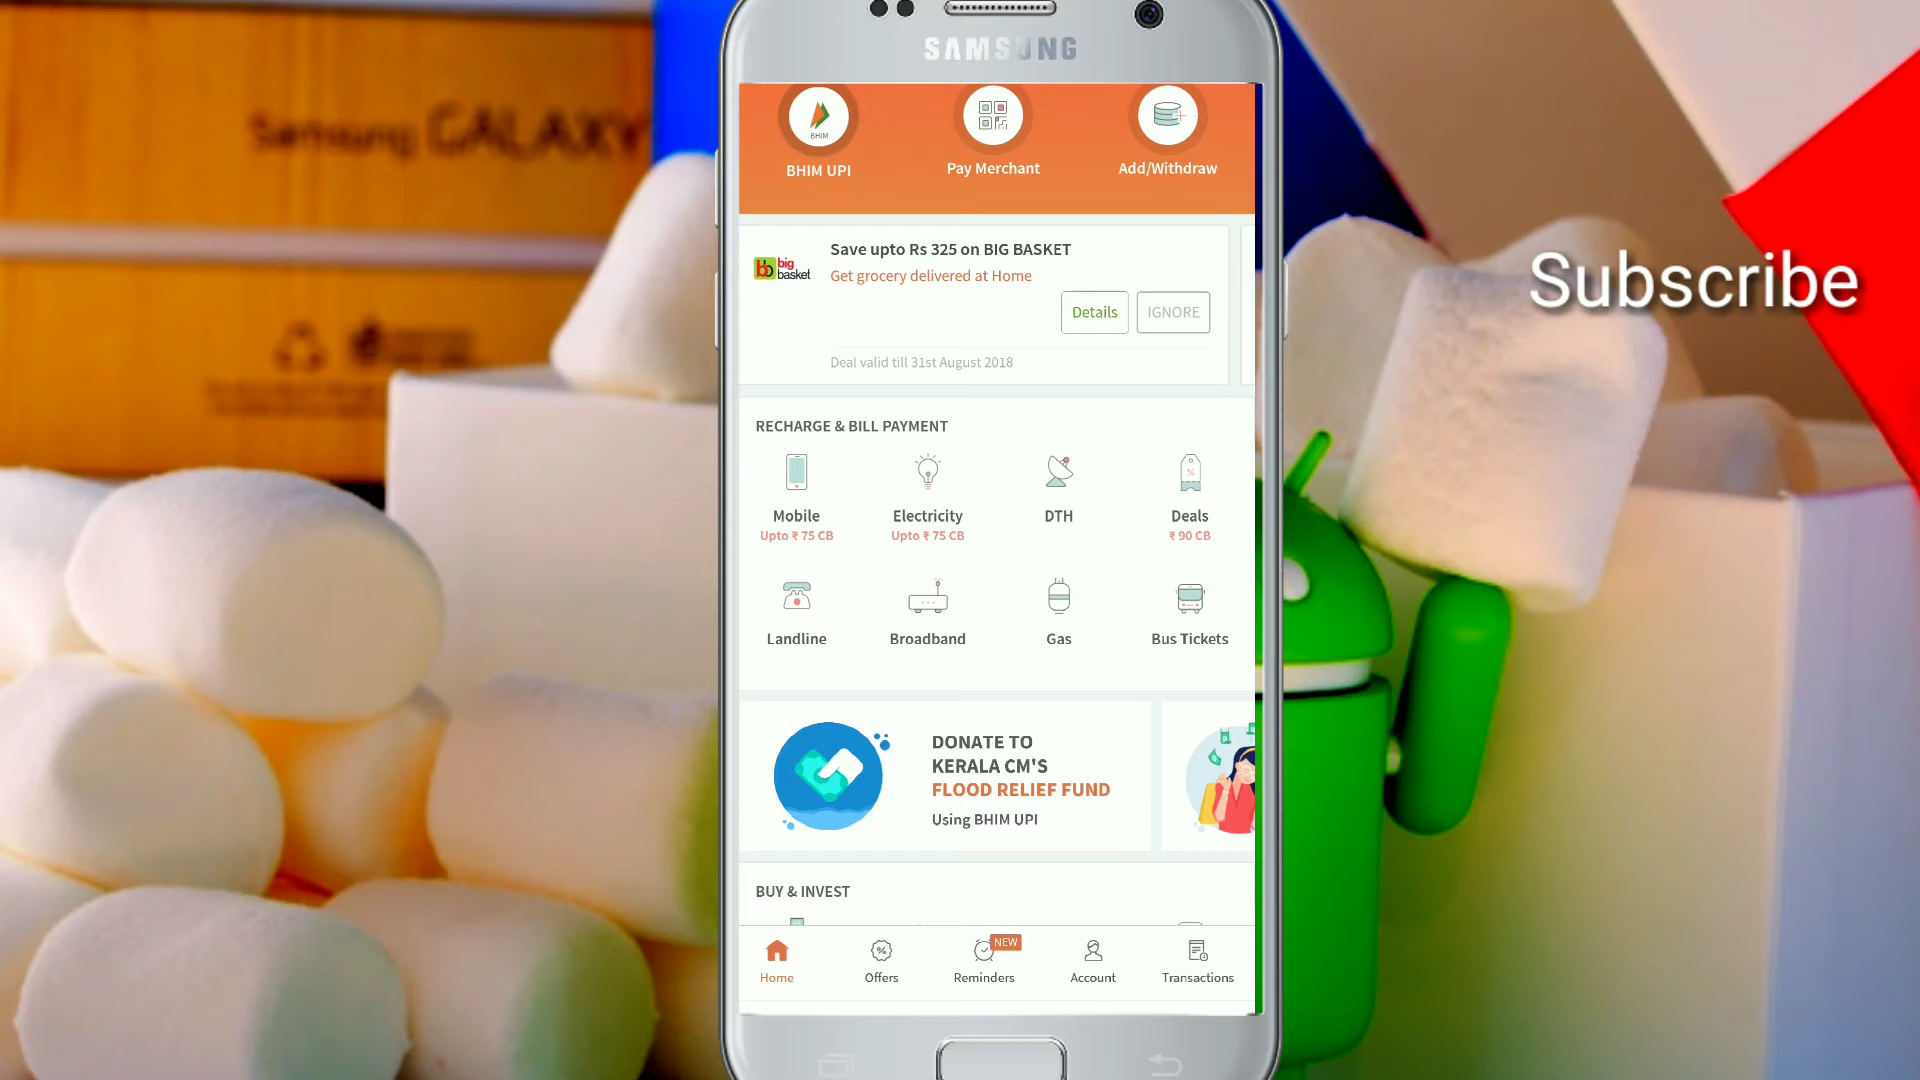 Samsung GALAXY
SAMSUNG
BHIM
BHIM UPI
Pay Merchant
Add/Withdraw
big
basket
Save upto Rs 325 on BIG BASKET
Get grocery delivered at Home
Details
IGNORE
Deal valid till 31st August 2018
Subscribe
RECHARGE & BILL PAYMENT
Mobile
Upto ₹ 75 CB
Electricity
Upto ₹ 75 CB
DTH
Deals
₹ 90 CB
Landline
Broadband
Gas
Bus Tickets
DONATE TO
KERALA CM'S
FLOOD RELIEF FUND
Using BHIM UPI
BUY & INVEST
NEW
Home
Offers
Reminders
Account
Transactions